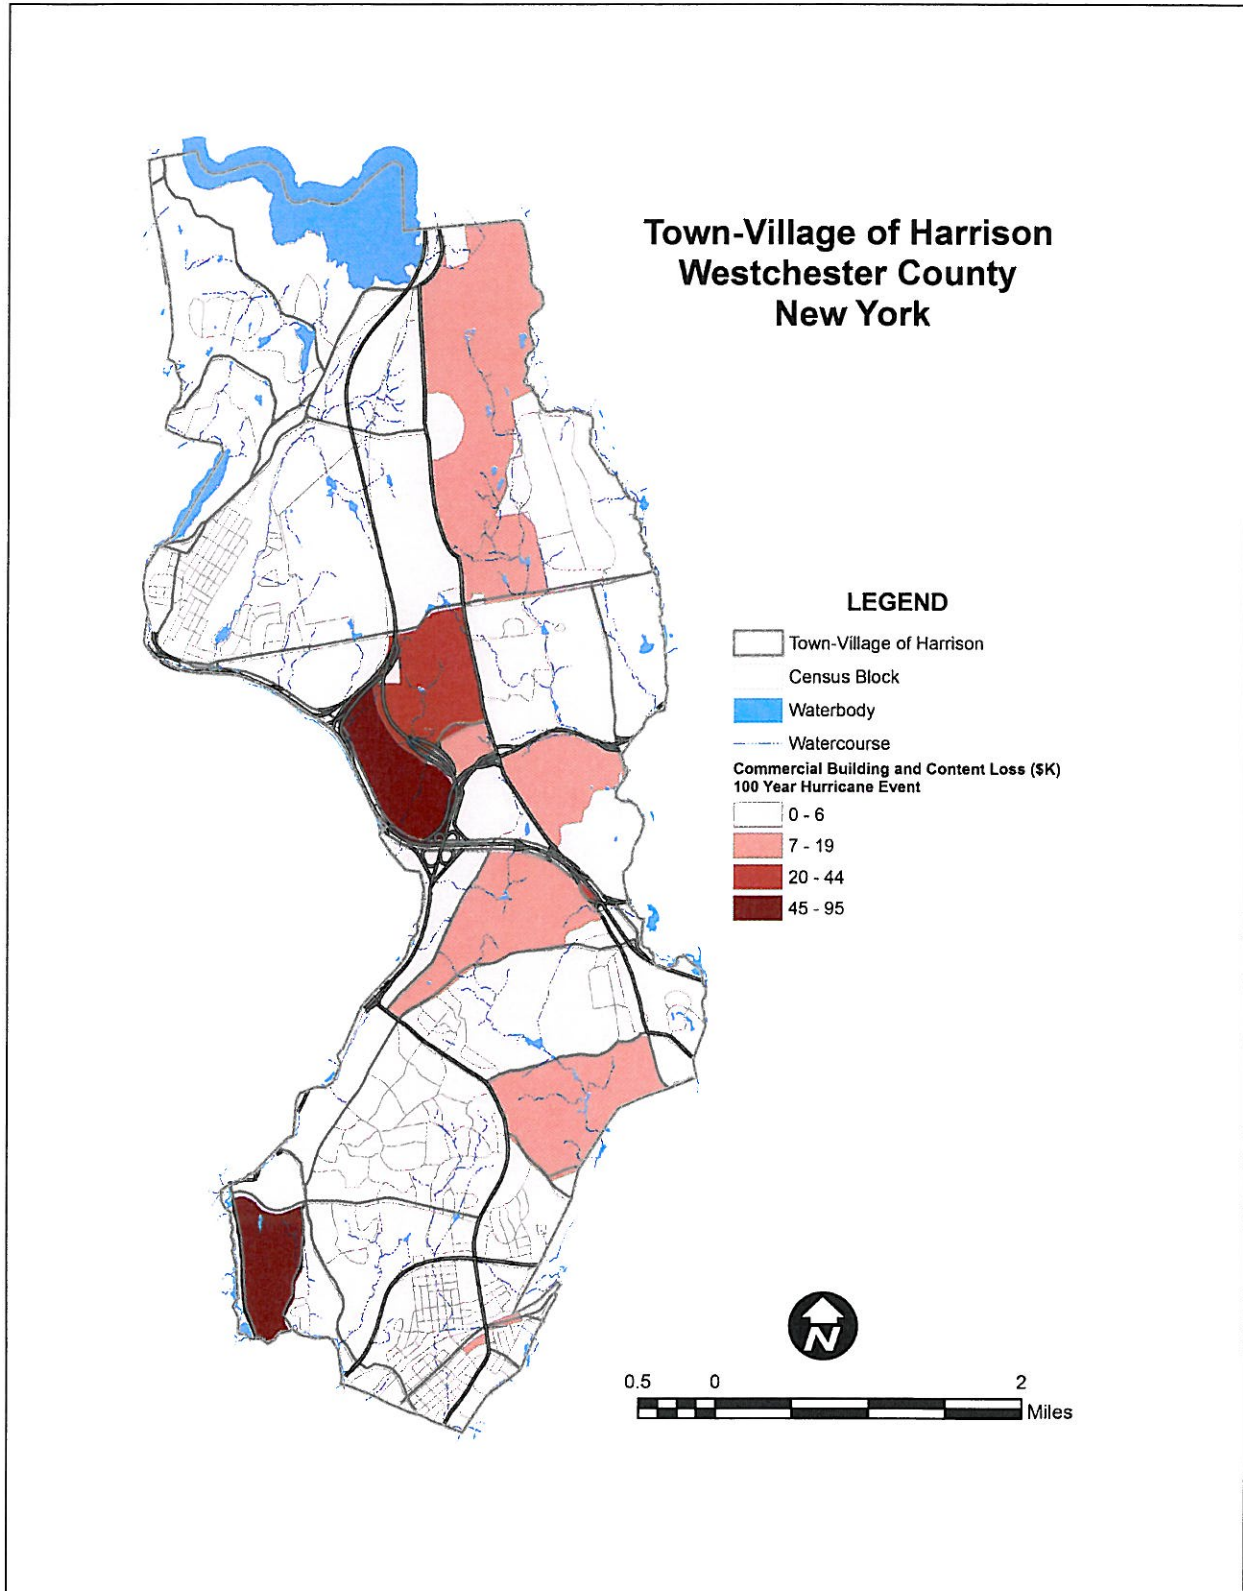 Town-Village of Harrison
Westchester County
New York
LEGEND
Town-Village of Harrison
Census Block
Waterbody
Watercourse
Commercial Building and Content Loss ($K)
100 Year Hurricane Event
0 - 6
7 - 19
20 - 44
45 - 95
N
0.5 0 2
Miles